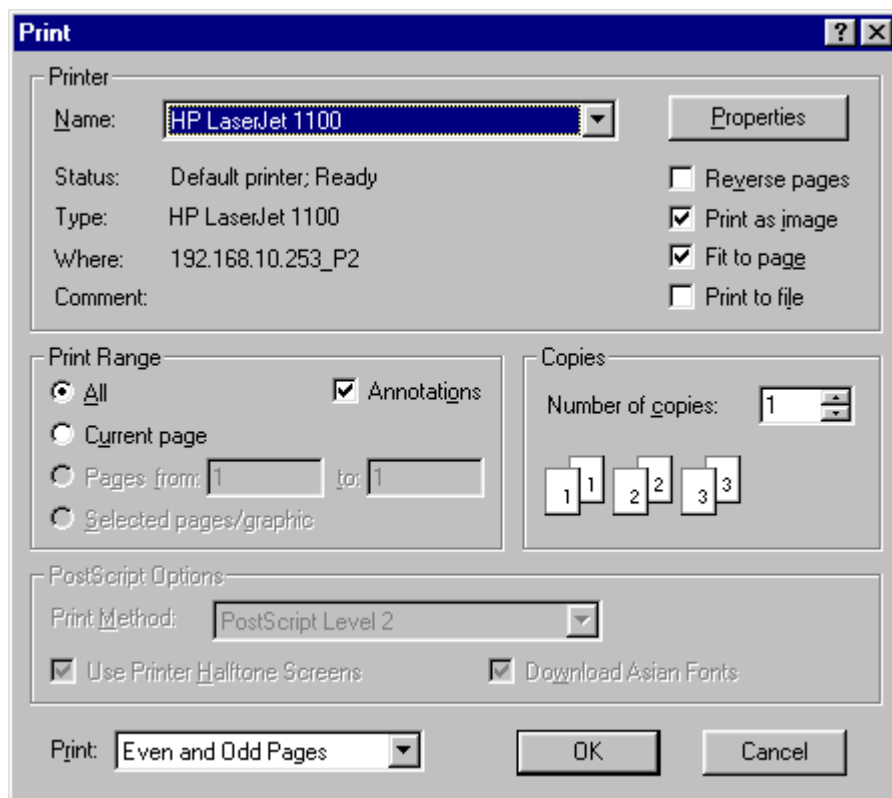 Print
Printer
Name: HP LaserJet 1100 Properties
Status: Default printer; Ready Reverse pages
Type: HP LaserJet 1100 Print as image
Where: 192.168.10.253_P2 Fit to page
Comment: Print to file
Print Range
All Annotations
Current page
Pages from: 1 to: 1
Selected pages/graphic
Copies
Number of copies: 1
1 1 2 2 3 3
PostScript Options
Print Method: PostScript Level 2
Use Printer Halftone Screens Download Asian Fonts
Print: Even and Odd Pages OK Cancel